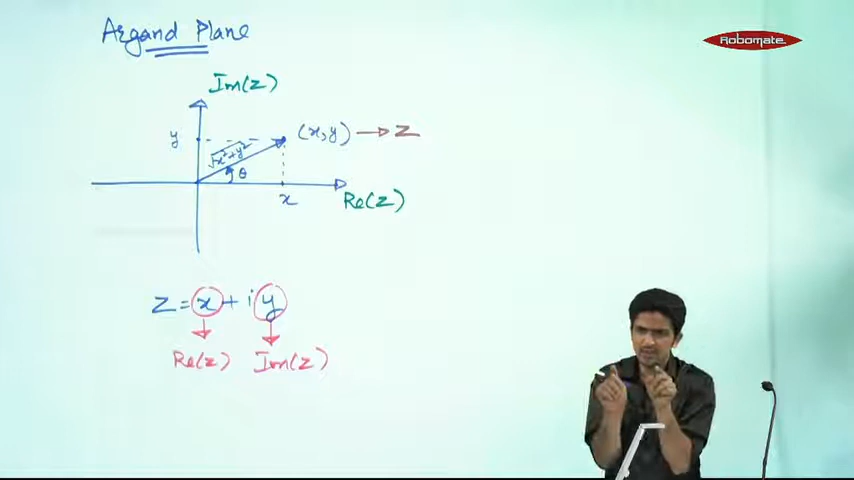 Argand Plane
Robomate
Im(z)
y
(x,y) → z
√x²+y²
θ
x
Re(z)
z = x + iy
Re(z) Im(z)